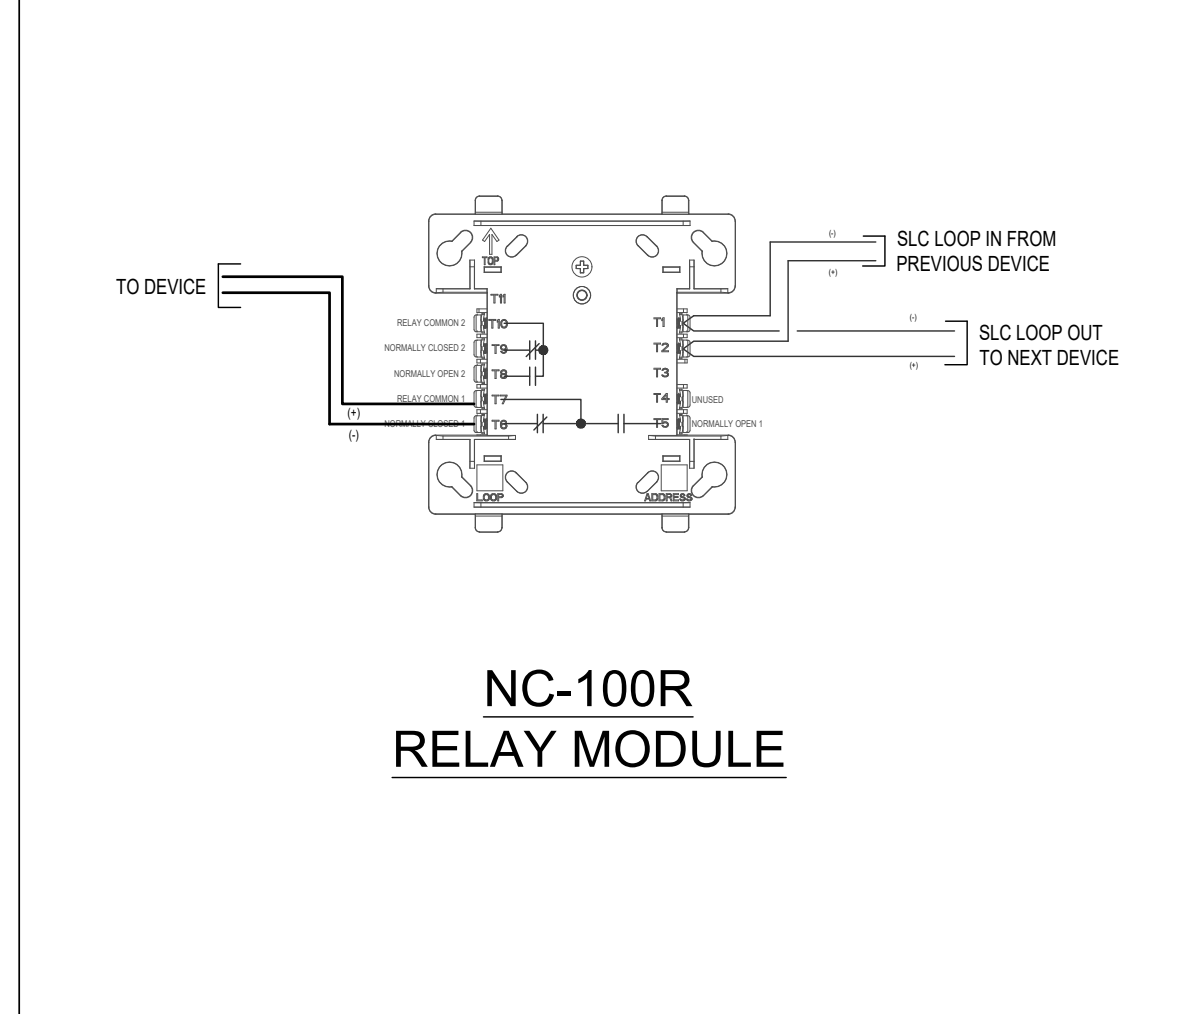 (-)
SLC LOOP IN FROM
PREVIOUS DEVICE
(+)
TOP
TO DEVICE
T11
RELAY COMMON 2
T10
T1
(-)
SLC LOOP OUT
TO NEXT DEVICE
NORMALLY CLOSED 2
T9
T2
(+)
NORMALLY OPEN 2
T8
T3
RELAY COMMON 1
T7
T4
UNUSED
(+)
NORMALLY CLOSED 1
T6
T5
NORMALLY OPEN 1
(-)
LOOP
ADDRESS
NC-100R
RELAY MODULE